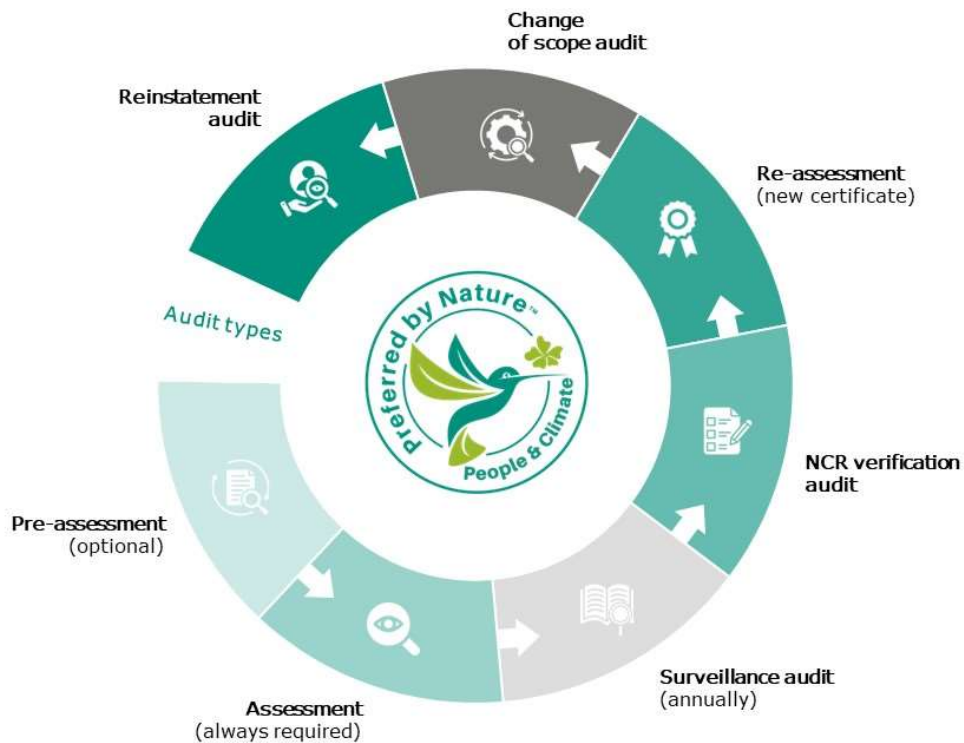 Change
of scope audit
Reinstatement
audit
Re-assessment
(new certificate)
Audit types
Preferred by Nature™
People & Climate
NCR verification
audit
Pre-assessment
(optional)
Surveillance audit
(annually)
Assessment
(always required)